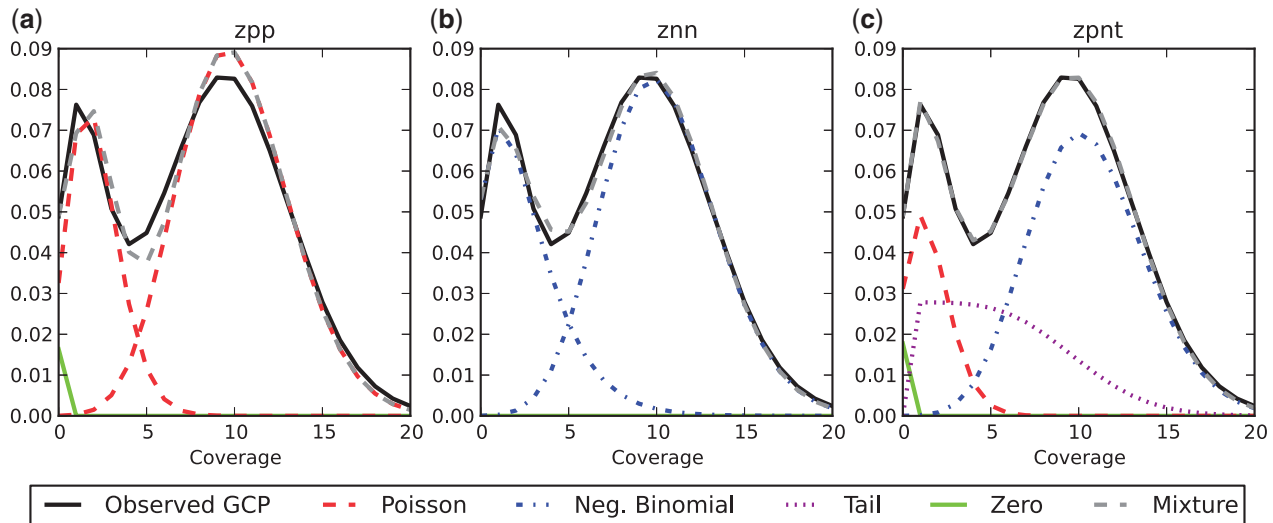 (a) zpp (b) znn (c) zpnt
0.09 0.09 0.09
0.08 0.08 0.08
0.07 0.07 0.07
0.06 0.06 0.06
0.05 0.05 0.05
0.04 0.04 0.04
0.03 0.03 0.03
0.02 0.02 0.02
0.01 0.01 0.01
0.00 0.00 0.00
0 5 10 15 20 0 5 10 15 20 0 5 10 15 20
Coverage Coverage Coverage
Observed GCP Poisson Neg. Binomial Tail Zero Mixture